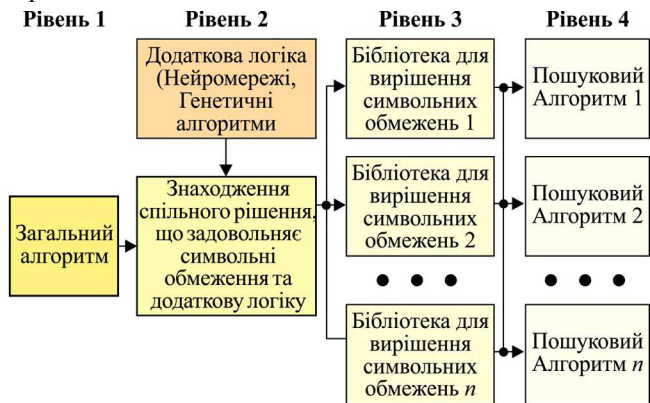 Рівень 1
Рівень 2
Рівень 3
Рівень 4
Додаткова логіка
(Нейромережі,
Генетичні
алгоритми
Бібліотека для
вирішення
символьних
обмежень 1
Пошуковий
Алгоритм 1
Загальний
алгоритм
Знаходження
спільного рішення,
що задовольняє
символьні
обмеження та
додаткову логіку
Бібліотека для
вирішення
символьних
обмежень 2
Пошуковий
Алгоритм 2
Бібліотека для
вирішення
символьних
обмежень n
Пошуковий
Алгоритм n